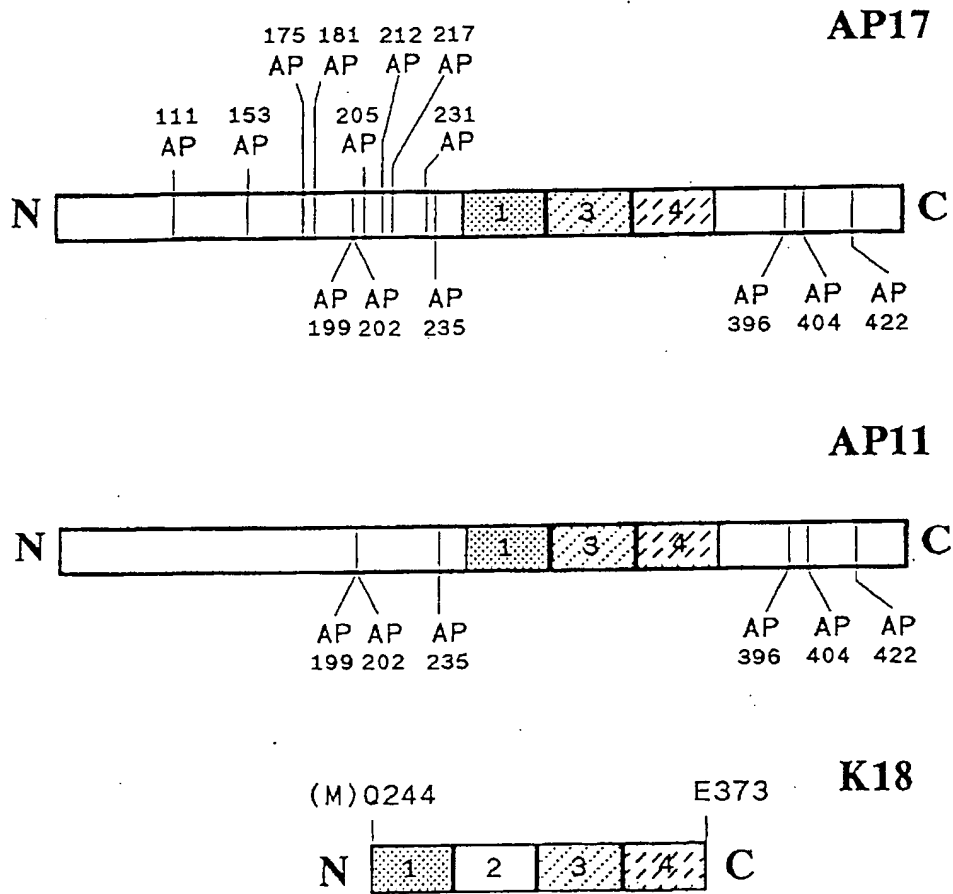 AP17
175 181 212 217
AP AP AP AP
111 153 205 231
AP AP AP AP
N 1 3 4 C
AP AP AP AP AP AP
199 202 235 396 404 422
AP11
N 1 3 4 C
AP AP AP AP AP AP
199 202 235 396 404 422
K18
(M)Q244 E373
N 1 2 3 4 C